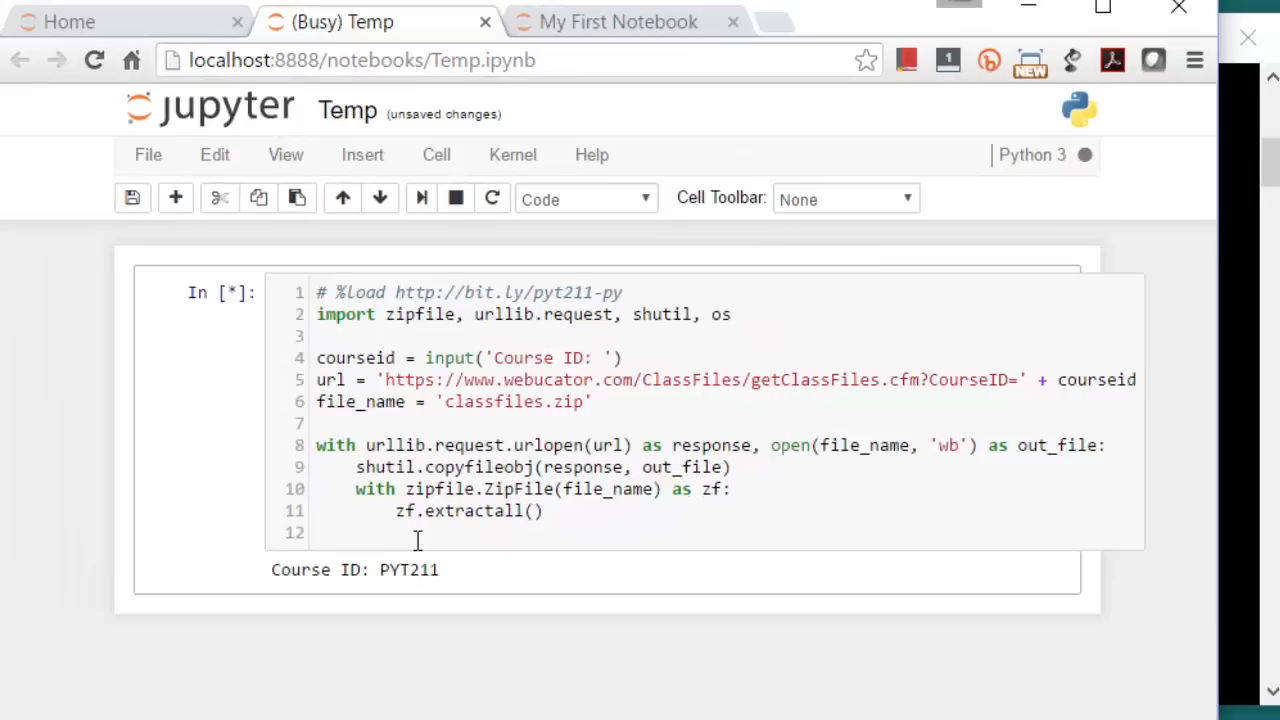 Home
(Busy) Temp
My First Notebook
localhost:8888/notebooks/Temp.ipynb
1
NEW
jupyter Temp (unsaved changes)
File Edit View Insert Cell Kernel Help Python 3
Code Cell Toolbar: None
In [*]:
1 # %load http://bit.ly/pyt211-py
2 import zipfile, urllib.request, shutil, os
3
4 courseid = input('Course ID: ')
5 url = 'https://www.webucator.com/ClassFiles/getClassFiles.cfm?CourseID=' + courseid
6 file_name = 'classfiles.zip'
7
8 with urllib.request.urlopen(url) as response, open(file_name, 'wb') as out_file:
9 shutil.copyfileobj(response, out_file)
10 with zipfile.ZipFile(file_name) as zf:
11 zf.extractall()
12
Course ID: PYT211